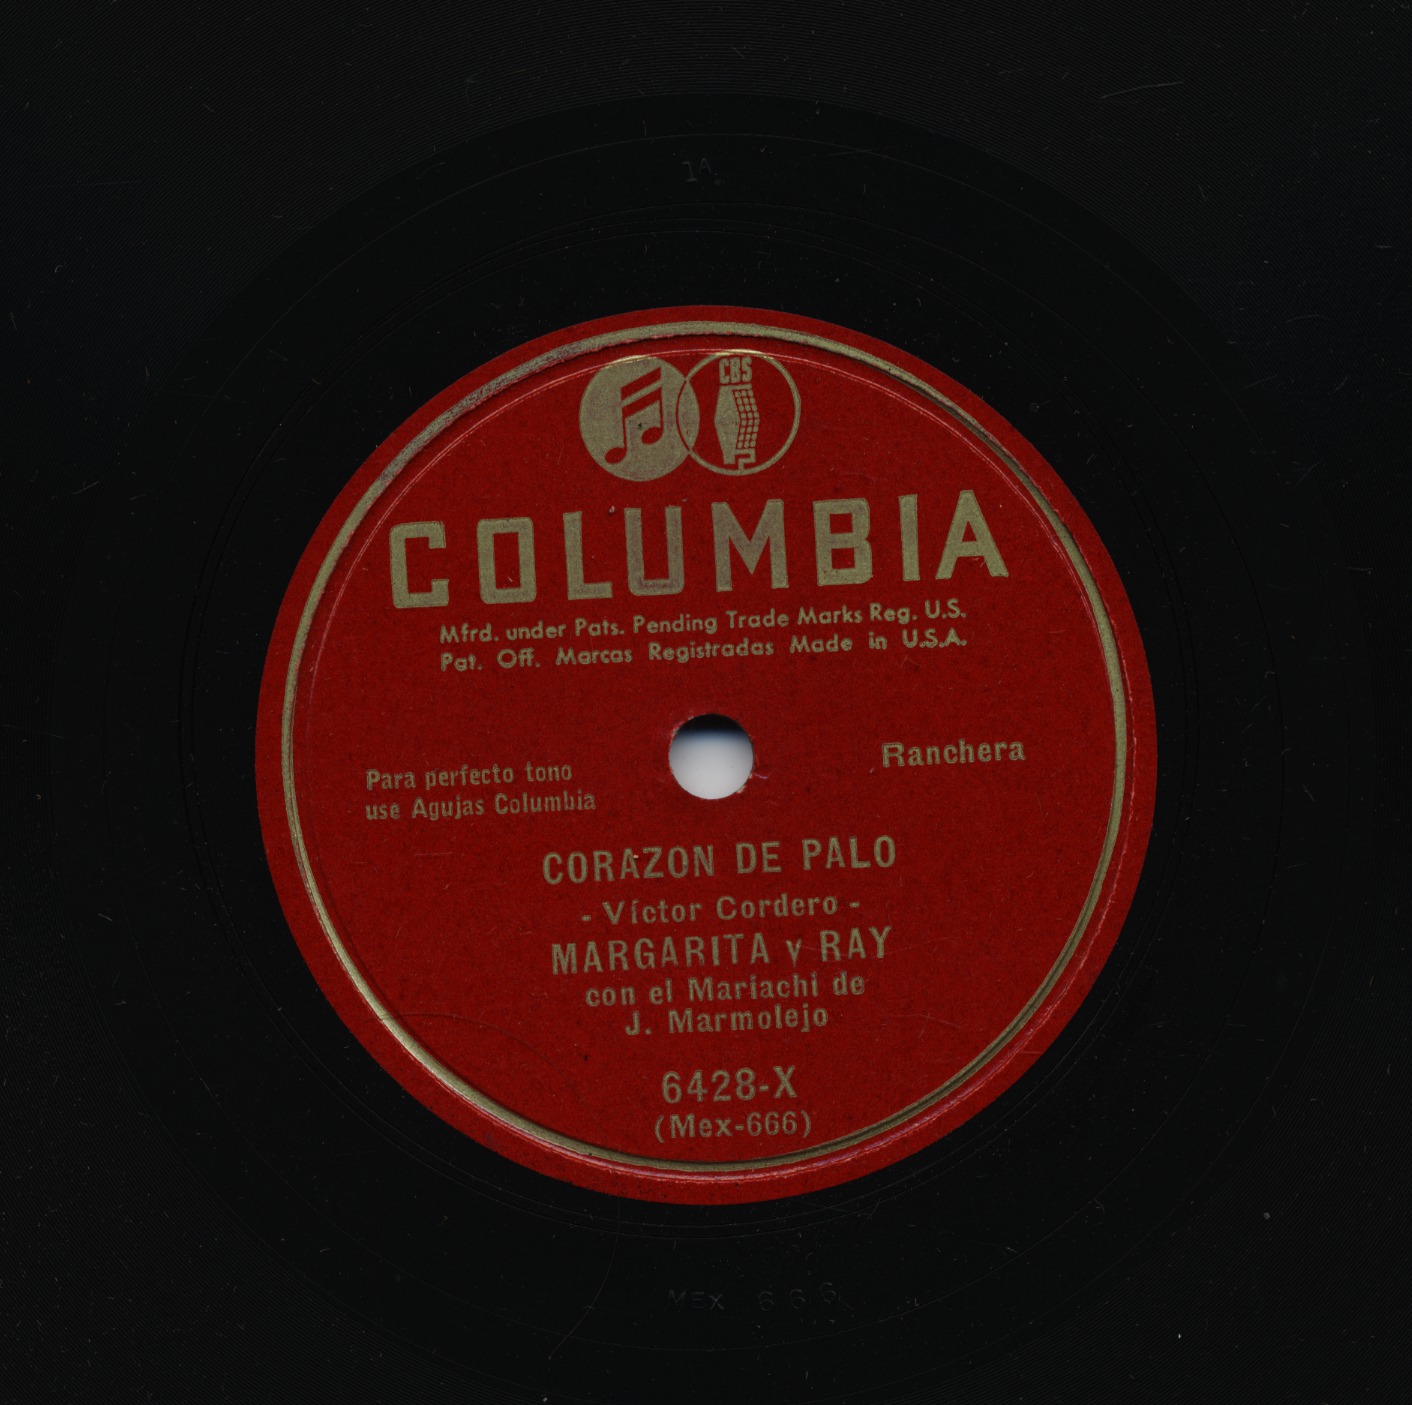 1A
CBS
COLUMBIA
Mfrd. under Pats. Pending Trade Marks Reg. U.S.
Pat. Off. Marcas Registradas Made in U.S.A.
Ranchera
Para perfecto tono
use Agujas Columbia
CORAZON DE PALO
- Víctor Cordero -
MARGARITA y RAY
con el Mariachi de
J. Marmolejo
6428-X
(Mex-666)
MEX 666